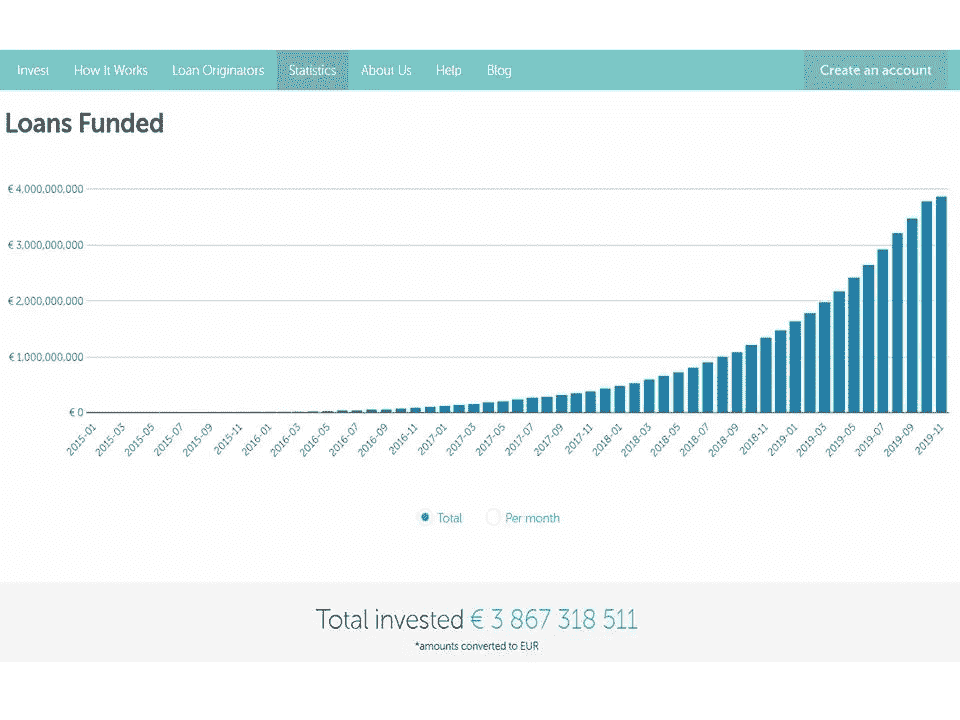 Invest How It Works Loan Originators Statistics About Us Help Blog Create an account
Loans Funded
€ 4,000,000,000
€ 3,000,000,000
€ 2,000,000,000
€ 1,000,000,000
€ 0
2015-01 2015-03 2015-05 2015-07 2015-09 2015-11 2016-01 2016-03 2016-05 2016-07 2016-09 2016-11 2017-01 2017-03 2017-05 2017-07 2017-09 2017-11 2018-01 2018-03 2018-05 2018-07 2018-09 2018-11 2019-01 2019-03 2019-05 2019-07 2019-09 2019-11
Total Per month
Total invested € 3 867 318 511
*amounts converted to EUR